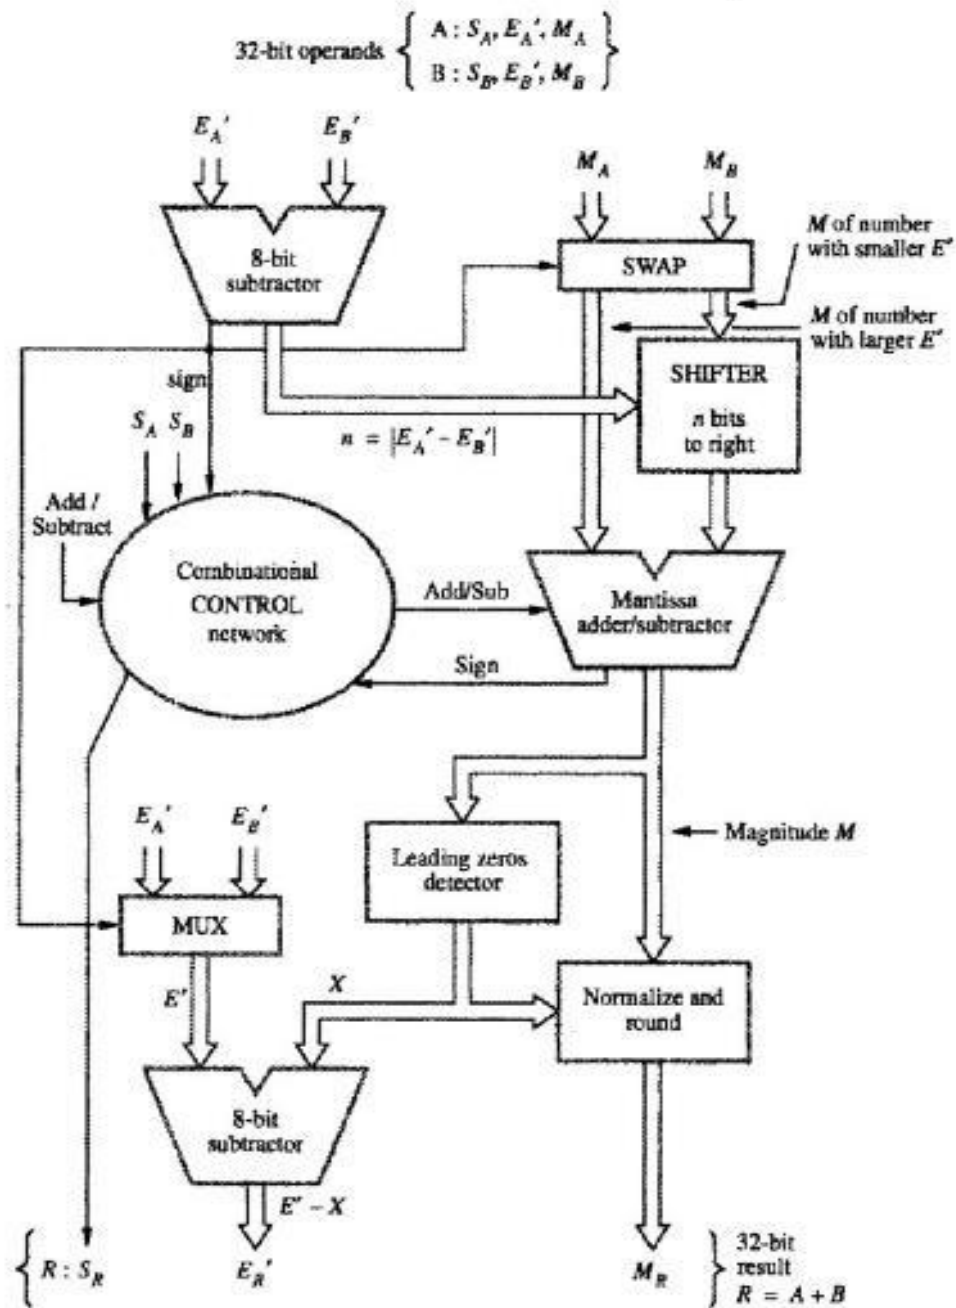 32-bit operands { A : S_A, E_A′, M_A
B : S_B, E_B′, M_B }
E_A′ E_B′
M_A M_B
8-bit
subtractor
SWAP
M of number
with smaller E′
M of number
with larger E′
SHIFTER
n bits
to right
sign
S_A S_B
n = |E_A′ - E_B′|
Add /
Subtract
Combinational
CONTROL
network
Add/Sub
Mantissa
adder/subtractor
Sign
E_A′ E_B′
Leading zeros
detector
Magnitude M
MUX
E′
X
Normalize and
round
8-bit
subtractor
E′ - X
{ R : S_R E_R′ M_R }
32-bit
result
R = A + B